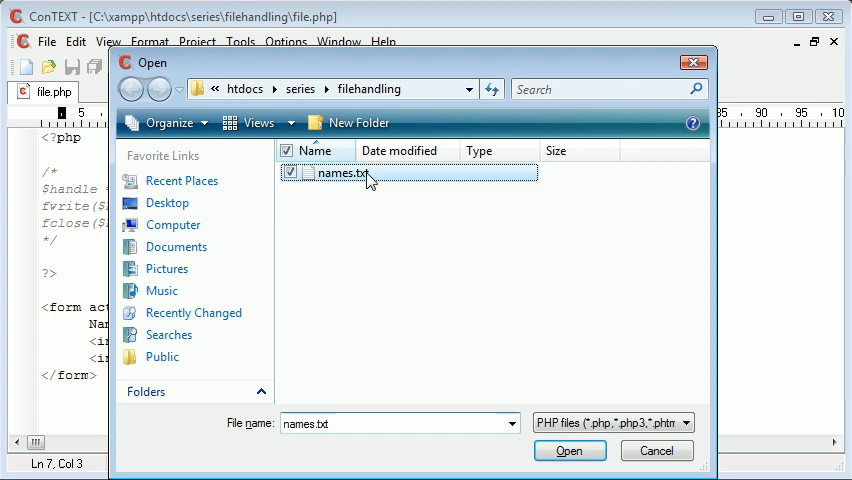 ConTEXT - [C:\xampp\htdocs\series\filehandling\file.php]
File Edit View Format Project Tools Options Window Help
file.php
5 85 90 95 10
<?php
/*
$handle
fwrite($
fclose($
*/
?>
<form act
Nam
<in
<in
</form>
Open
« htdocs series filehandling
Search
Organize Views New Folder
Favorite Links
Recent Places
Desktop
Computer
Documents
Pictures
Music
Recently Changed
Searches
Public
Folders
Name Date modified Type Size
names.txt
File name: names.txt PHP files (*.php,*.php3,*.phtm
Open Cancel
Ln 7, Col 3